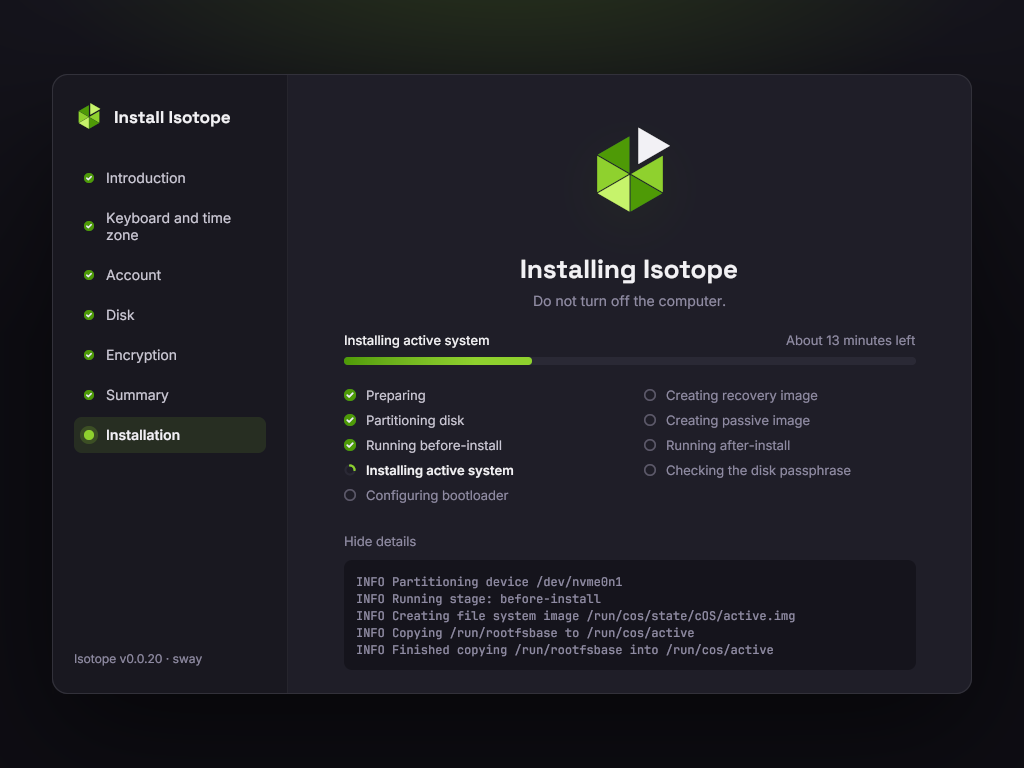 Install Isotope
Introduction
Keyboard and time
zone
Account
Disk
Encryption
Summary
Installation
Isotope v0.0.20 · sway
Installing Isotope
Do not turn off the computer.
Installing active system
About 13 minutes left
Preparing
Partitioning disk
Running before-install
Installing active system
Configuring bootloader
Creating recovery image
Creating passive image
Running after-install
Checking the disk passphrase
Hide details
INFO Partitioning device /dev/nvme0n1
INFO Running stage: before-install
INFO Creating file system image /run/cos/state/cOS/active.img
INFO Copying /run/rootfsbase to /run/cos/active
INFO Finished copying /run/rootfsbase into /run/cos/active